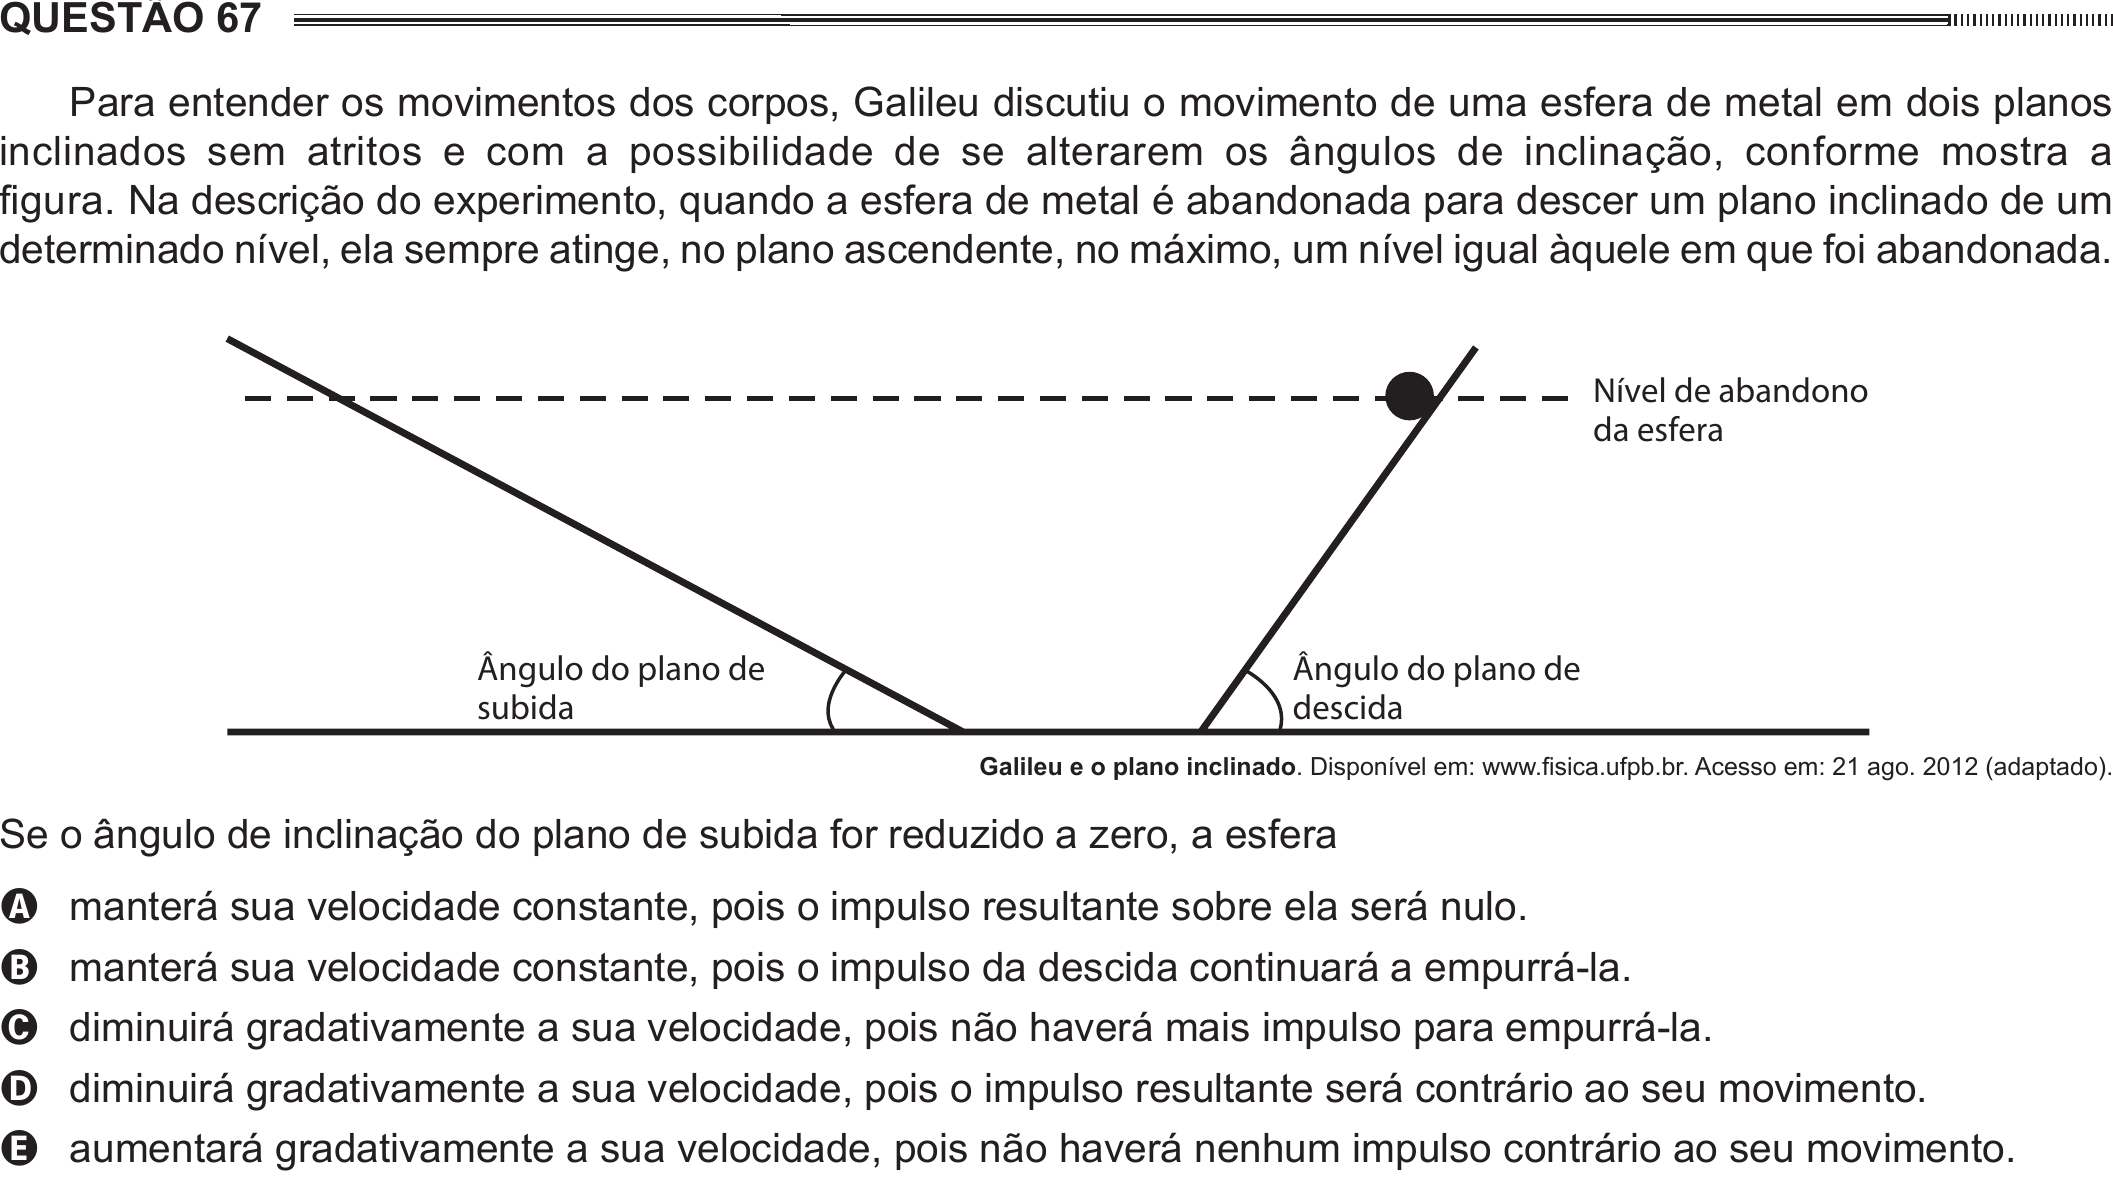 QUESTÃO 67
Para entender os movimentos dos corpos, Galileu discutiu o movimento de uma esfera de metal em dois planos
inclinados sem atritos e com a possibilidade de se alterarem os ângulos de inclinação, conforme mostra a
figura. Na descrição do experimento, quando a esfera de metal é abandonada para descer um plano inclinado de um
determinado nível, ela sempre atinge, no plano ascendente, no máximo, um nível igual àquele em que foi abandonada.
Nível de abandono
da esfera
Ângulo do plano de
subida
Ângulo do plano de
descida
Galileu e o plano inclinado. Disponível em: www.fisica.ufpb.br. Acesso em: 21 ago. 2012 (adaptado).
Se o ângulo de inclinação do plano de subida for reduzido a zero, a esfera
A manterá sua velocidade constante, pois o impulso resultante sobre ela será nulo.
B manterá sua velocidade constante, pois o impulso da descida continuará a empurrá-la.
C diminuirá gradativamente a sua velocidade, pois não haverá mais impulso para empurrá-la.
D diminuirá gradativamente a sua velocidade, pois o impulso resultante será contrário ao seu movimento.
E aumentará gradativamente a sua velocidade, pois não haverá nenhum impulso contrário ao seu movimento.